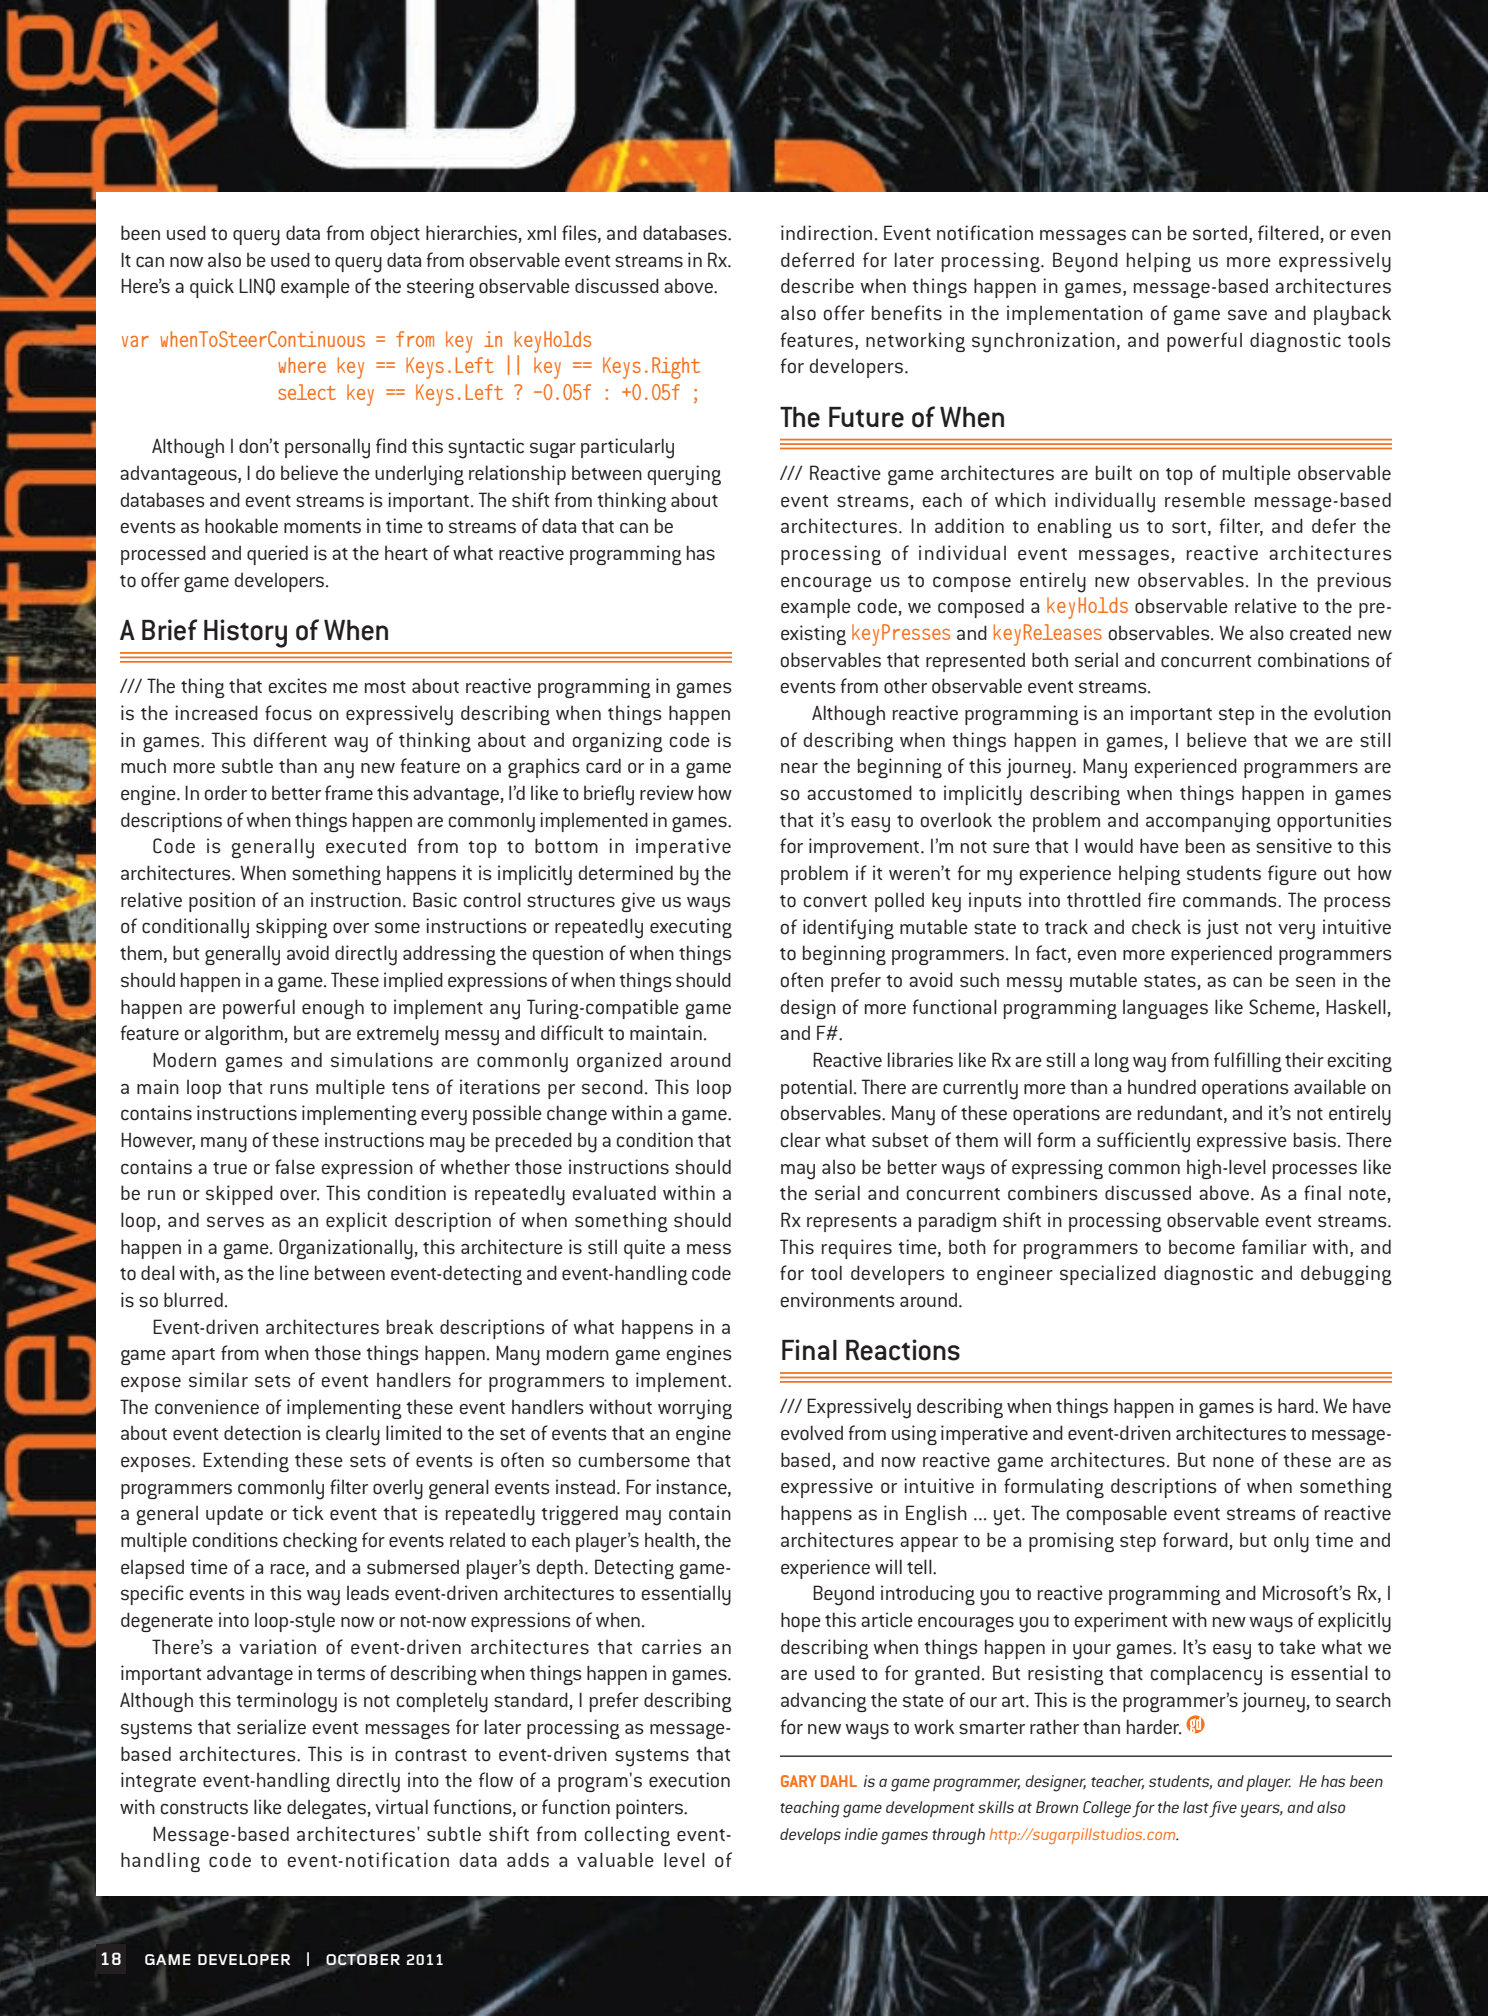 a.new.way.of.thinking
Rx
been used to query data from object hierarchies, xml files, and databases.
It can now also be used to query data from observable event streams in Rx.
Here’s a quick LINQ example of the steering observable discussed above.
var whenToSteerContinuous = from key in keyHolds
where key == Keys.Left || key == Keys.Right
select key == Keys.Left ? –0.05f : +0.05f ;
Although I don’t personally find this syntactic sugar particularly
advantageous, I do believe the underlying relationship between querying
databases and event streams is important. The shift from thinking about
events as hookable moments in time to streams of data that can be
processed and queried is at the heart of what reactive programming has
to offer game developers.
A Brief History of When
/// The thing that excites me most about reactive programming in games
is the increased focus on expressively describing when things happen
in games. This different way of thinking about and organizing code is
much more subtle than any new feature on a graphics card or in a game
engine. In order to better frame this advantage, I’d like to briefly review how
descriptions of when things happen are commonly implemented in games.
Code is generally executed from top to bottom in imperative
architectures. When something happens it is implicitly determined by the
relative position of an instruction. Basic control structures give us ways
of conditionally skipping over some instructions or repeatedly executing
them, but generally avoid directly addressing the question of when things
should happen in a game. These implied expressions of when things should
happen are powerful enough to implement any Turing-compatible game
feature or algorithm, but are extremely messy and difficult to maintain.
Modern games and simulations are commonly organized around
a main loop that runs multiple tens of iterations per second. This loop
contains instructions implementing every possible change within a game.
However, many of these instructions may be preceded by a condition that
contains a true or false expression of whether those instructions should
be run or skipped over. This condition is repeatedly evaluated within a
loop, and serves as an explicit description of when something should
happen in a game. Organizationally, this architecture is still quite a mess
to deal with, as the line between event-detecting and event-handling code
is so blurred.
Event-driven architectures break descriptions of what happens in a
game apart from when those things happen. Many modern game engines
expose similar sets of event handlers for programmers to implement.
The convenience of implementing these event handlers without worrying
about event detection is clearly limited to the set of events that an engine
exposes. Extending these sets of events is often so cumbersome that
programmers commonly filter overly general events instead. For instance,
a general update or tick event that is repeatedly triggered may contain
multiple conditions checking for events related to each player’s health, the
elapsed time of a race, and a submersed player’s depth. Detecting game-
specific events in this way leads event-driven architectures to essentially
degenerate into loop-style now or not-now expressions of when.
There’s a variation of event-driven architectures that carries an
important advantage in terms of describing when things happen in games.
Although this terminology is not completely standard, I prefer describing
systems that serialize event messages for later processing as message-
based architectures. This is in contrast to event-driven systems that
integrate event-handling directly into the flow of a program's execution
with constructs like delegates, virtual functions, or function pointers.
Message-based architectures' subtle shift from collecting event-
handling code to event-notification data adds a valuable level of
indirection. Event notification messages can be sorted, filtered, or even
deferred for later processing. Beyond helping us more expressively
describe when things happen in games, message-based architectures
also offer benefits in the implementation of game save and playback
features, networking synchronization, and powerful diagnostic tools
for developers.
The Future of When
/// Reactive game architectures are built on top of multiple observable
event streams, each of which individually resemble message-based
architectures. In addition to enabling us to sort, filter, and defer the
processing of individual event messages, reactive architectures
encourage us to compose entirely new observables. In the previous
example code, we composed a keyHolds observable relative to the pre-
existing keyPresses and keyReleases observables. We also created new
observables that represented both serial and concurrent combinations of
events from other observable event streams.
Although reactive programming is an important step in the evolution
of describing when things happen in games, I believe that we are still
near the beginning of this journey. Many experienced programmers are
so accustomed to implicitly describing when things happen in games
that it’s easy to overlook the problem and accompanying opportunities
for improvement. I’m not sure that I would have been as sensitive to this
problem if it weren’t for my experience helping students figure out how
to convert polled key inputs into throttled fire commands. The process
of identifying mutable state to track and check is just not very intuitive
to beginning programmers. In fact, even more experienced programmers
often prefer to avoid such messy mutable states, as can be seen in the
design of more functional programming languages like Scheme, Haskell,
and F#.
Reactive libraries like Rx are still a long way from fulfilling their exciting
potential. There are currently more than a hundred operations available on
observables. Many of these operations are redundant, and it’s not entirely
clear what subset of them will form a sufficiently expressive basis. There
may also be better ways of expressing common high-level processes like
the serial and concurrent combiners discussed above. As a final note,
Rx represents a paradigm shift in processing observable event streams.
This requires time, both for programmers to become familiar with, and
for tool developers to engineer specialized diagnostic and debugging
environments around.
Final Reactions
/// Expressively describing when things happen in games is hard. We have
evolved from using imperative and event-driven architectures to message-
based, and now reactive game architectures. But none of these are as
expressive or intuitive in formulating descriptions of when something
happens as in English ... yet. The composable event streams of reactive
architectures appear to be a promising step forward, but only time and
experience will tell.
Beyond introducing you to reactive programming and Microsoft’s Rx, I
hope this article encourages you to experiment with new ways of explicitly
describing when things happen in your games. It’s easy to take what we
are used to for granted. But resisting that complacency is essential to
advancing the state of our art. This is the programmer’s journey, to search
for new ways to work smarter rather than harder. gd
GARY DAHL is a game programmer, designer, teacher, students, and player. He has been
teaching game development skills at Brown College for the last five years, and also
develops indie games through http://sugarpillstudios.com.
18 GAME DEVELOPER | OCTOBER 2011